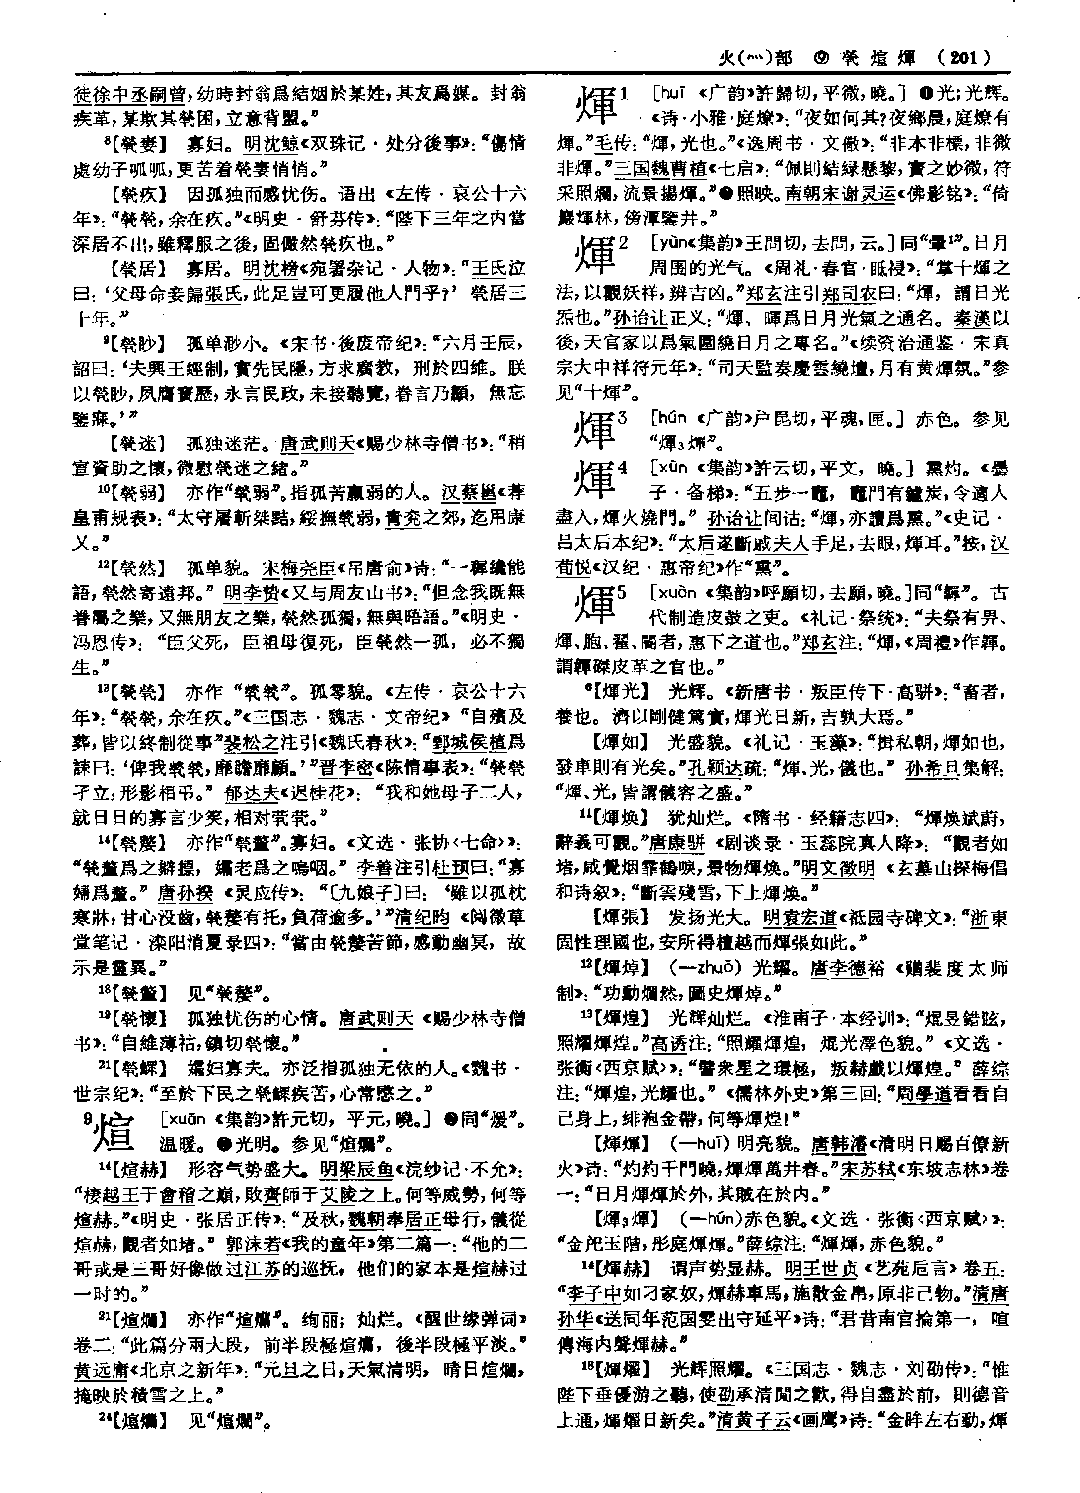 火(灬)部 ⑨ 煢 煊 煇 (201)
徒徐中丞嗣曾,幼時封翁爲結姻於某姓,其友爲媒。封翁
疾革,某欺其煢困,立意背盟。”
⁸【煢妻】 寡妇。明沈鲸《双珠记·处分後事》:“傷情
處幼子呱呱,更苦着煢妻悄悄。”
【煢疚】 因孤独而感忧伤。语出《左传·哀公十六
年》:“煢煢,余在疚。”《明史·舒芬传》:“陛下三年之内當
深居不出,雖釋服之後,固儼然煢疚也。”
【煢居】 寡居。明沈榜《宛署杂记·人物》:“王氏泣
曰:‘父母命妾歸張氏,此足豈可更履他人門乎?’煢居三
十年。”
⁹【煢眇】 孤单渺小。《宋书·後废帝纪》:“六月壬辰,
詔曰:‘夫興王經制,實先民隱,方求廣教,刑於四維。朕
以煢眇,夙膺寶歷,永言民政,未接聽覽,眷言乃顧,無忘
鑒寐。’”
【煢迷】 孤独迷茫。唐武则天《赐少林寺僧书》:“稍
宣資助之懷,微慰煢迷之緒。”
¹⁰【煢弱】 亦作“㷀弱”。指孤苦羸弱的人。汉蔡邕《荐
皇甫规表》:“太守屠斬桀黠,綏撫煢弱,青兗之郊,迄用康
乂。”
¹²【煢然】 孤单貌。宋梅尧臣《吊唐俞》诗:“一孺纔能
語,煢然寄遠邦。”明李贽《又与周友山书》:“但念我既無
眷屬之樂,又無朋友之樂,煢然孤獨,無與晤語。”《明史·
冯恩传》:“臣父死,臣祖母復死,臣煢然一孤,必不獨
生。”
¹³【煢煢】 亦作“㷀㷀”。孤零貌。《左传·哀公十六
年》:“煢煢,余在疚。”《三国志·魏志·文帝纪》“自殯及
葬,皆以终制從事”裴松之注引《魏氏春秋》:“鄄城侯植爲
誄曰:‘俾我煢煢,靡瞻靡顧。’”晋李密《陈情事表》:“煢煢
孑立,形影相弔。”郁达夫《迟桂花》:“我和她母子二人,
就日日的寡言少笑,相对茕茕。”
¹⁴【煢嫠】 亦作“煢釐”。寡妇。《文选·张协〈七命〉》:
“煢釐爲之擗摽,孀老爲之嗚咽。”李善注引杜预曰:“寡
婦爲釐。”唐孙揆《灵应传》:“〔九娘子〕曰:‘雖以孤枕
寒牀,甘心没齒,煢嫠有托,負荷逾多。’”清纪昀《阅微草
堂笔记·滦阳消夏录四》:“當由煢嫠苦節,感動幽冥,故
示是靈異。”
¹⁸【煢釐】 见“煢嫠”。
¹⁹【煢懷】 孤独忧伤的心情。唐武则天《赐少林寺僧
书》:“自維薄祜,鎮切煢懷。”
²¹【煢鰥】 孀妇寡夫。亦泛指孤独无依的人。《魏书·
世宗纪》:“至於下民之煢鰥疾苦,心常愍之。”
9煊 [xuān《集韵》許元切,平元,曉。] ❶同“煖”。
温暖。❷光明。参见“煊爛”。
¹⁴【煊赫】 形容气势盛大。明梁辰鱼《浣纱记·不允》:
“棲越王于會稽之巔,敗齊師于艾陵之上。何等威勢,何等
煊赫。”《明史·张居正传》:“及秋,魏朝奉居正母行,儀從
煊赫,觀者如堵。”郭沫若《我的童年》第二篇一:“他的二
哥或是三哥好像做过江苏的巡抚,他们的家本是煊赫过
一时的。”
²¹【煊爛】 亦作“煊爤”。绚丽;灿烂。《醒世缘弹词》
卷二:“此篇分兩大段,前半段極煊爛,後半段極平淡。”
黄远庸《北京之新年》:“元旦之日,天氣清明,晴日煊爛,
掩映於積雪之上。”
²⁴【煊爤】 见“煊爛”。
煇1 [huī《广韵》許歸切,平微,曉。] ❶光;光辉。
《诗·小雅·庭燎》:“夜如何其?夜鄉晨,庭燎有
煇。”毛传:“煇,光也。”《逸周书·文儆》:“非本非標,非微
非煇。”三国魏曹植《七启》:“佩則結緑懸黎,寶之妙微,符
采照爛,流景揚煇。”❷照映。南朝宋谢灵运《佛影铭》:“倚
巖煇林,傍潭鑒井。”
煇2 [yùn《集韵》王問切,去問,云。] 同“暈¹”。日月
周围的光气。《周礼·春官·眡祲》:“掌十煇之
法,以觀妖祥,辨吉凶。”郑玄注引郑司农曰:“煇,謂日光
炁也。”孙诒让正义:“煇、暉爲日月光氣之通名。秦漢以
後,天官家以爲氣圍繞日月之專名。”《续资治通鉴·宋真
宗大中祥符元年》:“司天監奏慶雲繞壇,月有黄煇氛。”参
见“十煇”。
煇3 [hún《广韵》户昆切,平魂,匣。] 赤色。参见
“煇₃煇”。
煇4 [xūn《集韵》許云切,平文,曉。] 熏灼。《墨
子·备梯》:“五步一竈,竈門有鑪炭,令適人
盡入,煇火燒門。”孙诒让间诂:“煇,亦讀爲熏。”《史记·
吕太后本纪》:“太后遂斷戚夫人手足,去眼,煇耳。”按,汉
荀悦《汉纪·惠帝纪》作“熏”。
煇5 [xuàn《集韵》呼願切,去願,曉。]同“韗”。古
代制造皮鼓之吏。《礼记·祭统》:“夫祭有畀、
煇、胞、翟、閽者,惠下之道也。”郑玄注:“煇,《周禮》作韗。
謂韗磔皮革之官也。”
⁶【煇光】 光辉。《新唐书·叛臣传下·高骈》:“畜者,
養也。濟以剛健篤實,煇光日新,吉孰大焉。”
【煇如】 光盛貌。《礼记·玉藻》:“揖私朝,煇如也,
登車則有光矣。”孔颖达疏:“煇、光,儀也。”孙希旦集解:
“煇、光,皆謂儀容之盛。”
¹¹【煇焕】 犹灿烂。《隋书·经籍志四》:“煇焕斌蔚,
辭義可觀。”唐康骈《剧谈录·玉蕊院真人降》:“觀者如
堵,咸覺烟霏鶴唳,景物煇焕。”明文徵明《玄墓山探梅倡
和诗叙》:“斷雲殘雪,下上煇焕。”
【煇張】 发扬光大。明袁宏道《祗园寺碑文》:“浙東
固性理國也,安所得檀越而煇張如此。”
¹²【煇焯】 (—zhuō) 光耀。唐李德裕《赠裴度太师
制》:“功動爛然,圖史煇焯。”
¹³【煇煌】 光辉灿烂。《淮南子·本经训》:“焜昱錯眩,
照耀煇煌。”高诱注:“照耀煇煌,焜光澤色貌。”《文选·
张衡〈西京赋〉》:“譬衆星之環極,叛赫戲以煇煌。”薛综
注:“煇煌,光耀也。”《儒林外史》第三回:“周學道看看自
己身上,緋袍金帶,何等煇煌!”
【煇煇】 (—huī) 明亮貌。唐韩濬《清明日赐百僚新
火》诗:“灼灼千門曉,煇煇萬井春。”宋苏轼《东坡志林》卷
一:“日月煇煇於外,其賊在於内。”
【煇₃煇】 (—hún)赤色貌。《文选·张衡〈西京赋〉》:
“金戺玉階,彤庭煇煇。”薛综注:“煇煇,赤色貌。”
¹⁴【煇赫】 谓声势显赫。明王世贞《艺苑卮言》卷五:
“李子中如刁家奴,煇赫車馬,施散金帛,原非己物。”清唐
孙华《送同年范国雯出守延平》诗:“君昔南宫掄第一,喧
傳海内聲煇赫。”
¹⁸【煇燿】 光辉照耀。《三国志·魏志·刘劭传》:“惟
陛下垂優游之聽,使劭承清閒之歡,得自盡於前,則德音
上通,煇燿日新矣。”清黄子云《画鹰》诗:“金眸左右動,煇